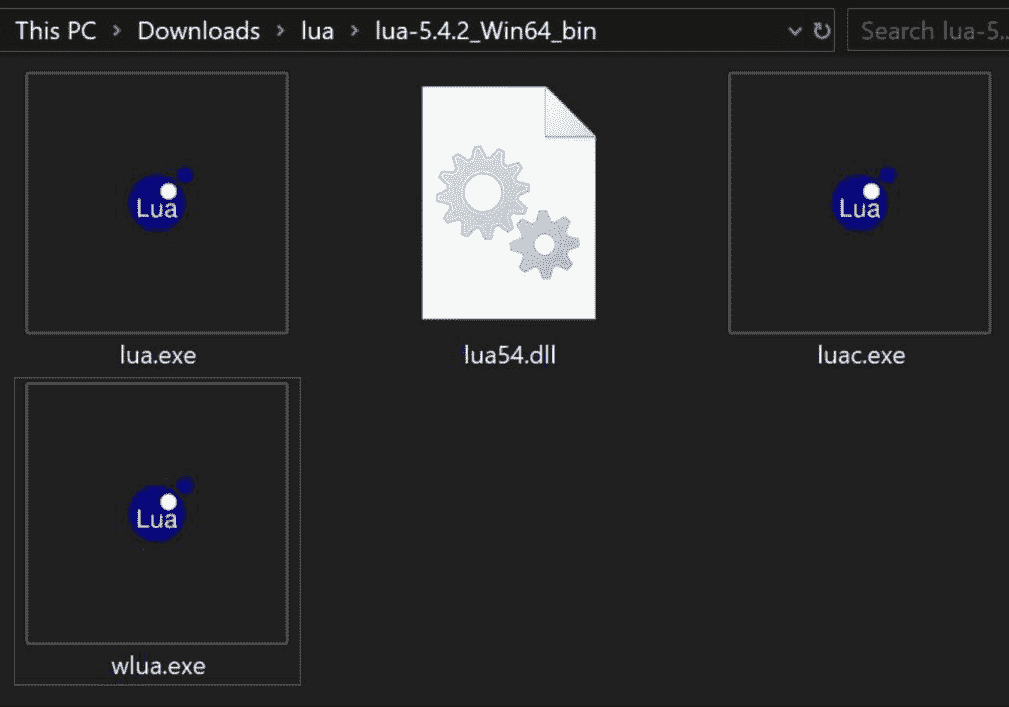 This PC > Downloads > lua > lua-5.4.2_Win64_bin
Search lua-5...
Lua
Lua
lua.exe
lua54.dll
luac.exe
Lua
wlua.exe